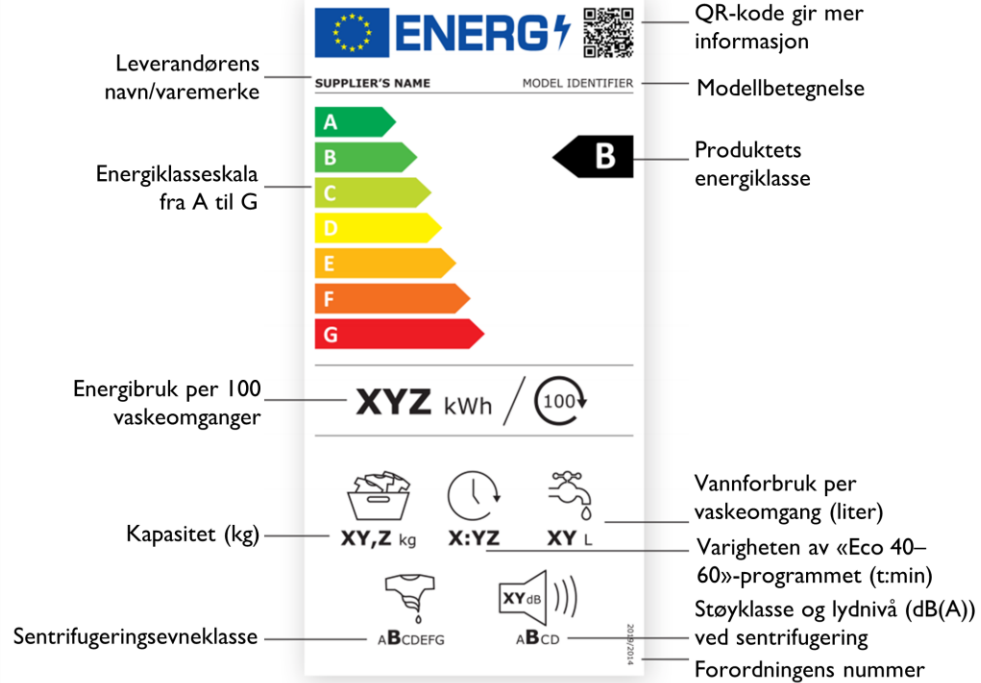 ENERG
QR-kode gir mer
informasjon
Leverandørens
navn/varemerke
SUPPLIER'S NAME
MODEL IDENTIFIER
Modellbetegnelse
A
B
B
Produktets
energiklasse
Energiklasseskala
fra A til G
C
D
E
F
G
Energibruk per 100
vaskeomganger
XYZ kWh / 100
Kapasitet (kg)
XY,Z kg
X:YZ
XY L
Vannforbruk per
vaskeomgang (liter)
Varigheten av «Eco 40–
60»-programmet (t:min)
XY dB
Støyklasse og lydnivå (dB(A))
ved sentrifugering
Sentrifugeringsevneklasse
ABCDEFG
ABCD
2019/2014
Forordningens nummer